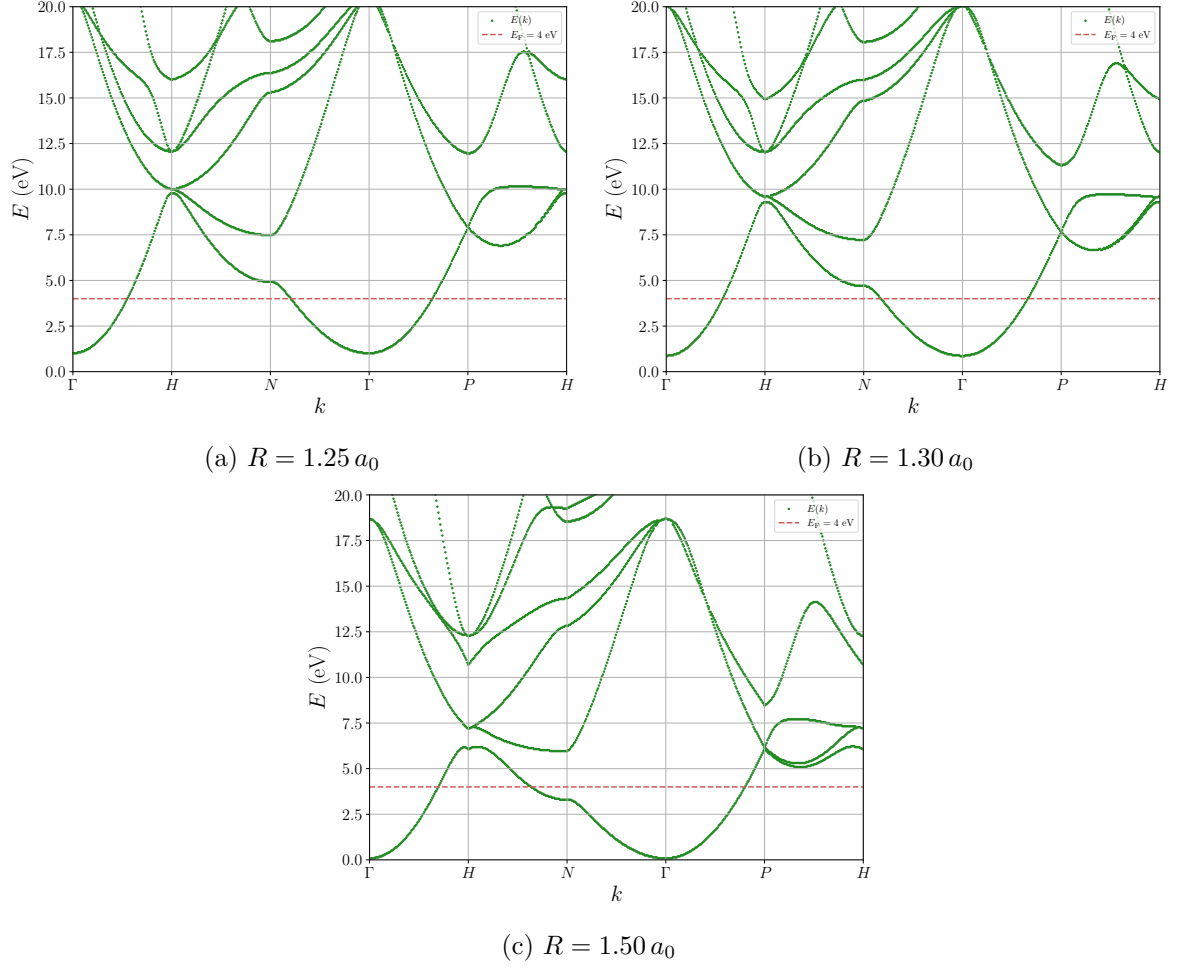 20.0
17.5
15.0
12.5
10.0
7.5
5.0
2.5
0.0
E (eV)
Γ H N Γ P H
k
E(k)
E_F = 4 eV
(a) R = 1.25 a_0
20.0
17.5
15.0
12.5
10.0
7.5
5.0
2.5
0.0
E (eV)
Γ H N Γ P H
k
E(k)
E_F = 4 eV
(b) R = 1.30 a_0
20.0
17.5
15.0
12.5
10.0
7.5
5.0
2.5
0.0
E (eV)
Γ H N Γ P H
k
E(k)
E_F = 4 eV
(c) R = 1.50 a_0